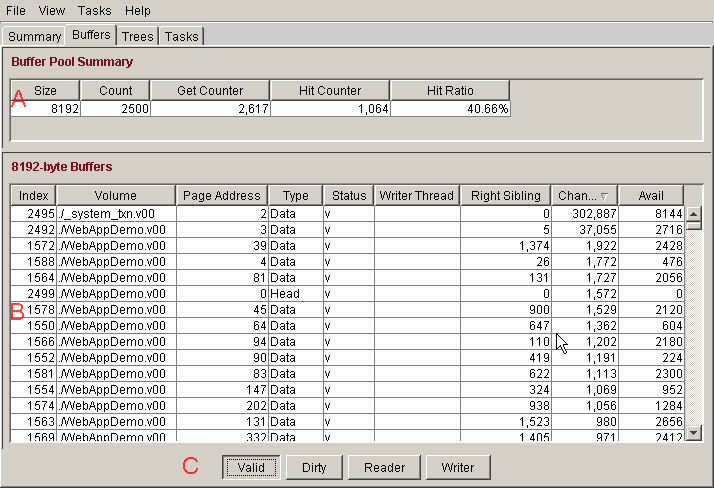 File View Tasks Help
Summary Buffers Trees Tasks
Buffer Pool Summary
A
Size Count Get Counter Hit Counter Hit Ratio
8192 2500 2,617 1,064 40.66%
8192-byte Buffers
Index Volume Page Address Type Status Writer Thread Right Sibling Chan... Avail
2495 ./_system_txn.v00 2 Data v 0 302,887 8144
2492 ./WebAppDemo.v00 3 Data v 5 37,055 2716
1572 ./WebAppDemo.v00 39 Data v 1,374 1,922 2428
1588 ./WebAppDemo.v00 4 Data v 26 1,772 476
1564 ./WebAppDemo.v00 81 Data v 131 1,727 2056
2499 ./WebAppDemo.v00 0 Head v 0 1,572 0
B 1578 ./WebAppDemo.v00 45 Data v 900 1,529 2120
1550 ./WebAppDemo.v00 64 Data v 647 1,362 604
1566 ./WebAppDemo.v00 94 Data v 110 1,202 2180
1552 ./WebAppDemo.v00 90 Data v 419 1,191 224
1581 ./WebAppDemo.v00 83 Data v 622 1,113 2300
1554 ./WebAppDemo.v00 147 Data v 324 1,069 952
1574 ./WebAppDemo.v00 202 Data v 938 1,056 1284
1563 ./WebAppDemo.v00 131 Data v 1,523 980 2656
1569 ./WebAppDemo.v00 332 Data v 1,405 971 2412
C Valid Dirty Reader Writer